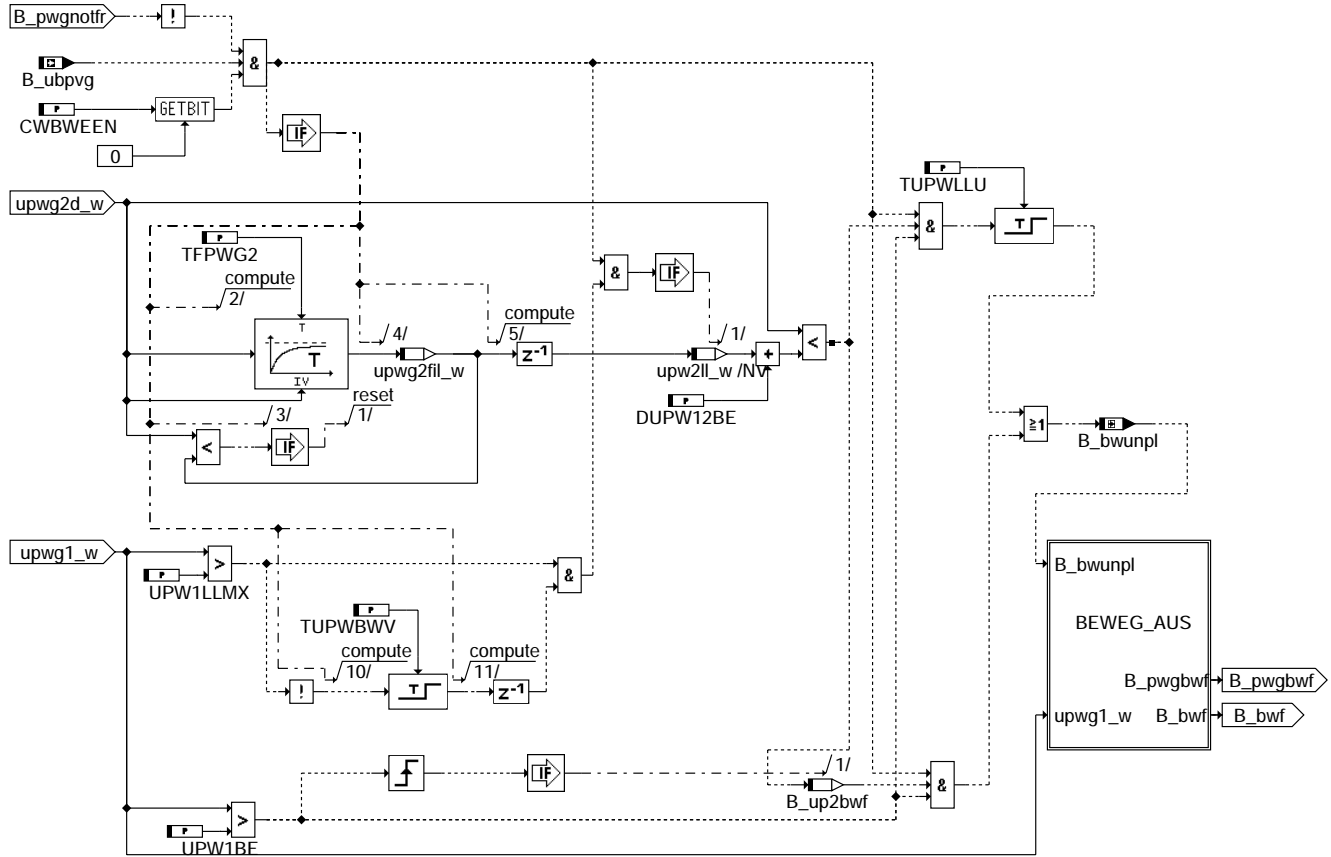 B_pwgnotfr
!
&
B_ubpvg
P
CWBWEEN
GETBIT
0
IF
P
TUPWLLU
upwg2d_w
&
T
P
TFPWG2
compute
2/
&
IF
T
T
IV
4/
compute
5/
1/
<
upwg2fil_w
z-1
upw2ll_w /NV
+
P
DUPW12BE
reset
3/
1/
<
IF
≧1
B_bwunpl
upwg1_w
>
P
UPW1LLMX
&
B_bwunpl
P
TUPWBWV
BEWEG_AUS
compute
10/
compute
11/
!
T
z-1
B_pwgbwf
B_pwgbwf
upwg1_w
B_bwf
B_bwf
IF
1/
B_up2bwf
&
>
P
UPW1BE